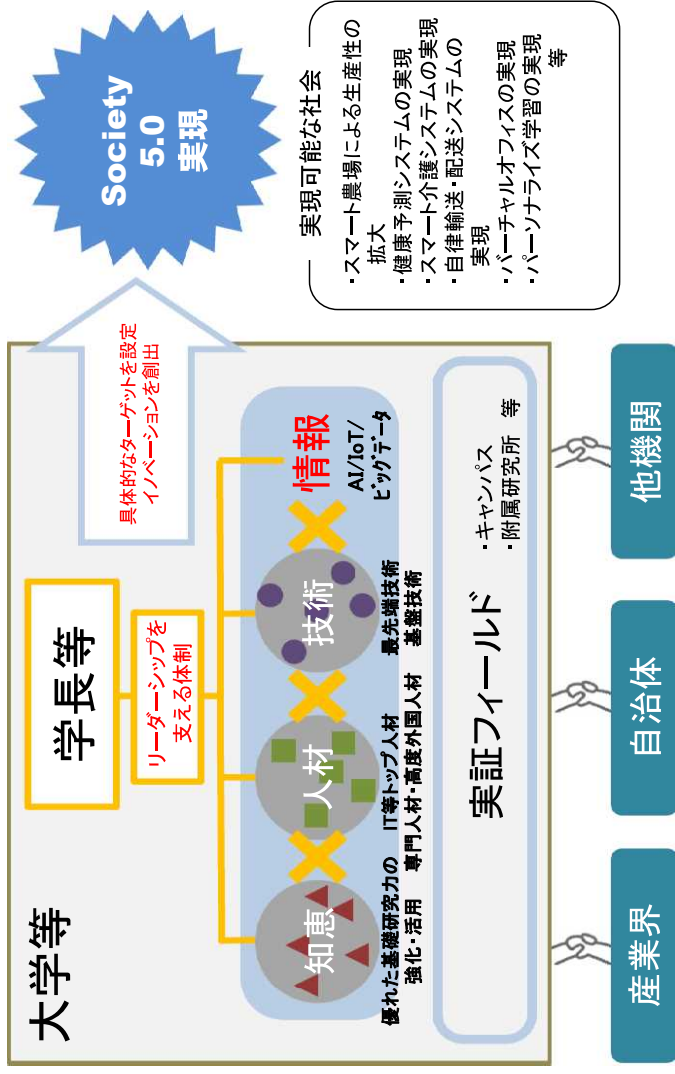 大学等
学長等
リーダーシップを
支える体制
具体的なターゲットを設定
イノベーションを創出
Society
5.0
実現
知恵
人材
技術
情報
優れた基礎研究力の
強化・活用
IT等トップ人材
専門人材・高度外国人材
最先端技術
基盤技術
AI/IoT/
ビッグデータ
実証フィールド
・キャンパス
・附属研究所 等
実現可能な社会
・スマート農場による生産性の
拡大
・健康予測システムの実現
・スマート介護システムの実現
・自律輸送・配送システムの
実現
・バーチャルオフィスの実現
・パーソナライズ学習の実現
等
産業界
自治体
他機関